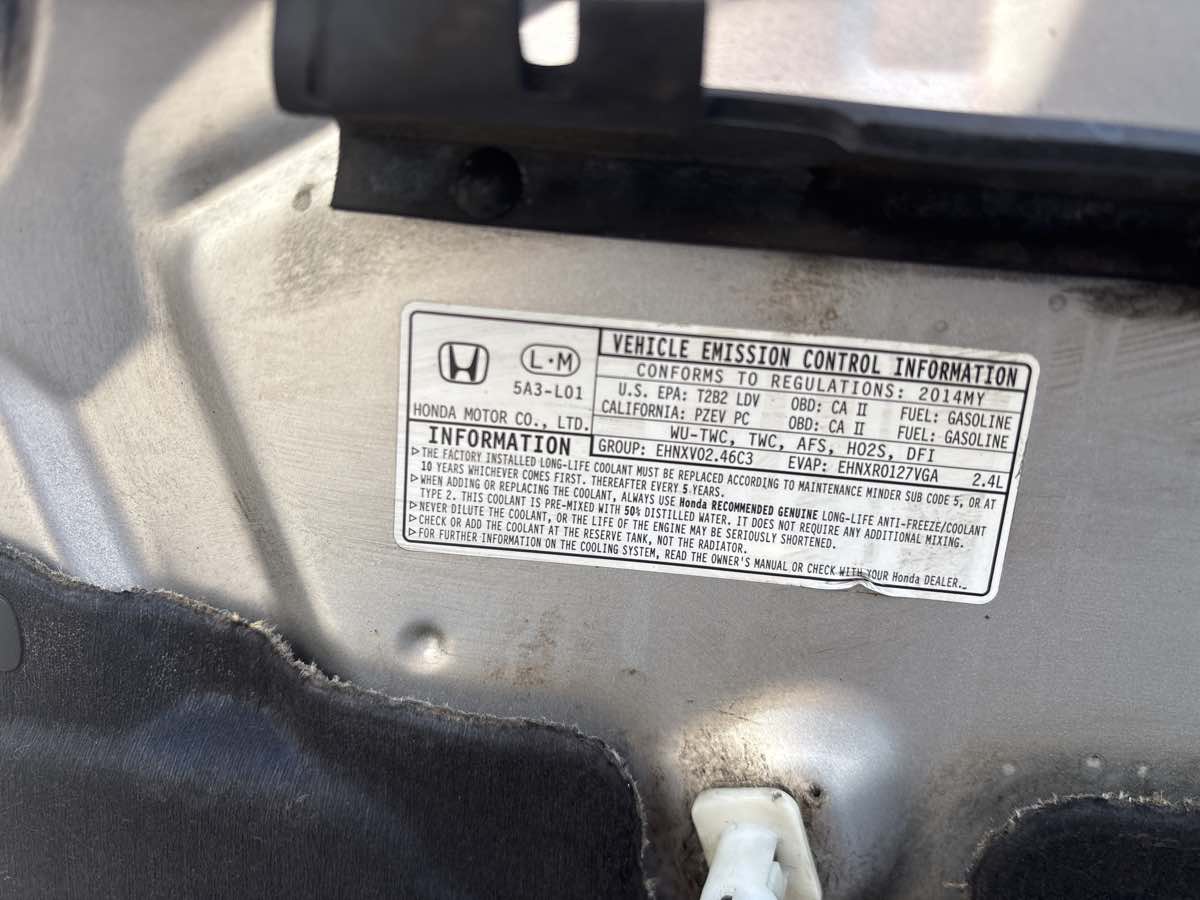 L·M
5A3-L01
HONDA MOTOR CO., LTD.
VEHICLE EMISSION CONTROL INFORMATION
CONFORMS TO REGULATIONS: 2014MY
U.S. EPA: T2B2 LDV OBD: CA II FUEL: GASOLINE
CALIFORNIA: PZEV PC OBD: CA II FUEL: GASOLINE
WU-TWC, TWC, AFS, HO2S, DFI
GROUP: EHNXV02.46C3 EVAP: EHNXR0127VGA 2.4L
INFORMATION
▷THE FACTORY INSTALLED LONG-LIFE COOLANT MUST BE REPLACED ACCORDING TO MAINTENANCE MINDER SUB CODE 5, OR AT
10 YEARS WHICHEVER COMES FIRST. THEREAFTER EVERY 5 YEARS.
▷WHEN ADDING OR REPLACING THE COOLANT, ALWAYS USE Honda RECOMMENDED GENUINE LONG-LIFE ANTI-FREEZE/COOLANT
TYPE 2. THIS COOLANT IS PRE-MIXED WITH 50% DISTILLED WATER. IT DOES NOT REQUIRE ANY ADDITIONAL MIXING.
▷NEVER DILUTE THE COOLANT, OR THE LIFE OF THE ENGINE MAY BE SERIOUSLY SHORTENED.
▷CHECK OR ADD THE COOLANT AT THE RESERVE TANK, NOT THE RADIATOR.
▷FOR FURTHER INFORMATION ON THE COOLING SYSTEM, READ THE OWNER'S MANUAL OR CHECK WITH YOUR Honda DEALER.